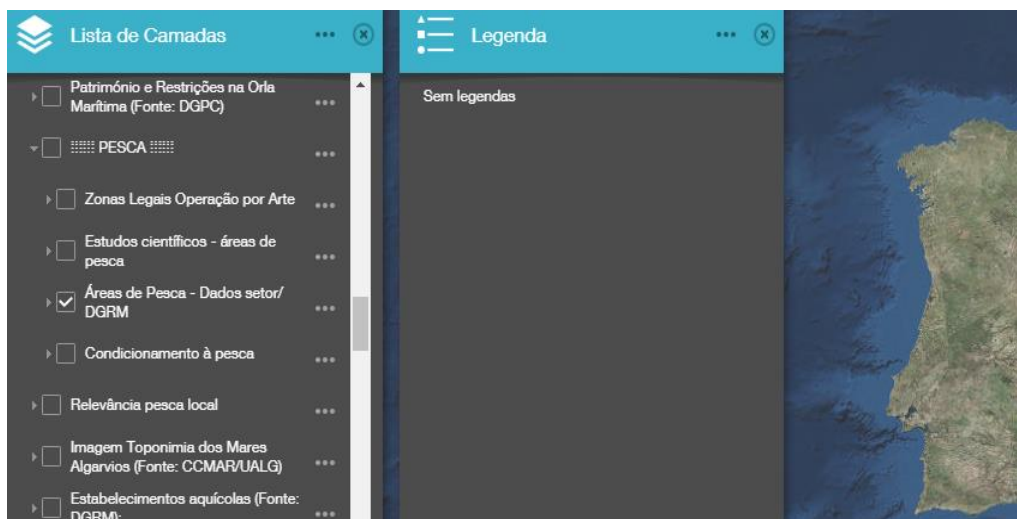 Lista de Camadas
Património e Restrições na Orla
Marítima (Fonte: DGPC)
PESCA
Zonas Legais Operação por Arte
Estudos científicos - áreas de
pesca
Áreas de Pesca - Dados setor/
DGRM
Condicionamento à pesca
Relevância pesca local
Imagem Toponimia dos Mares
Algarvios (Fonte: CCMAR/UALG)
Estabelecimentos aquícolas (Fonte:
DGRM):
Legenda
Sem legendas